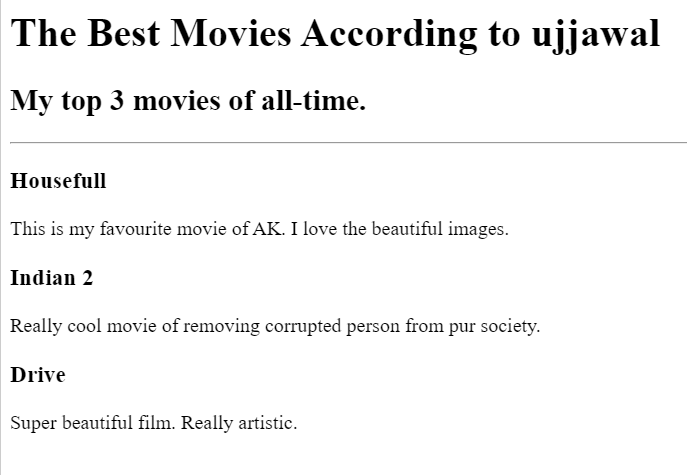 The Best Movies According to ujjawal
My top 3 movies of all-time.
Housefull
This is my favourite movie of AK. I love the beautiful images.
Indian 2
Really cool movie of removing corrupted person from pur society.
Drive
Super beautiful film. Really artistic.